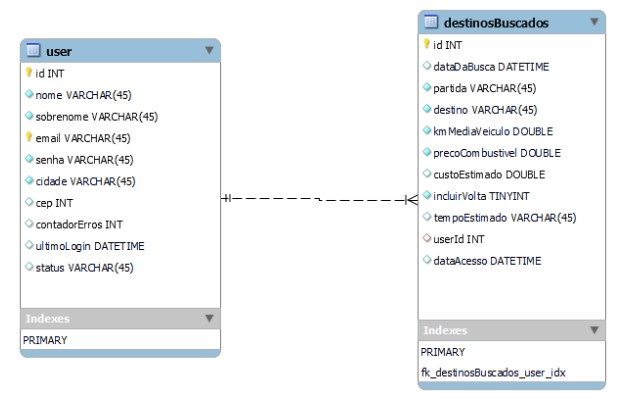 user
id INT
nome VARCHAR(45)
sobrenome VARCHAR(45)
email VARCHAR(45)
senha VARCHAR(45)
cidade VARCHAR(45)
cep INT
contadorErros INT
ultimoLogin DATETIME
status VARCHAR(45)
Indexes
PRIMARY
destinosBuscados
id INT
dataDaBusca DATETIME
partida VARCHAR(45)
destino VARCHAR(45)
kmMediaVeiculo DOUBLE
precoCombustivel DOUBLE
custoEstimado DOUBLE
incluirVolta TINYINT
tempoEstimado VARCHAR(45)
userId INT
dataAcesso DATETIME
Indexes
PRIMARY
fk_destinosBuscados_user_idx